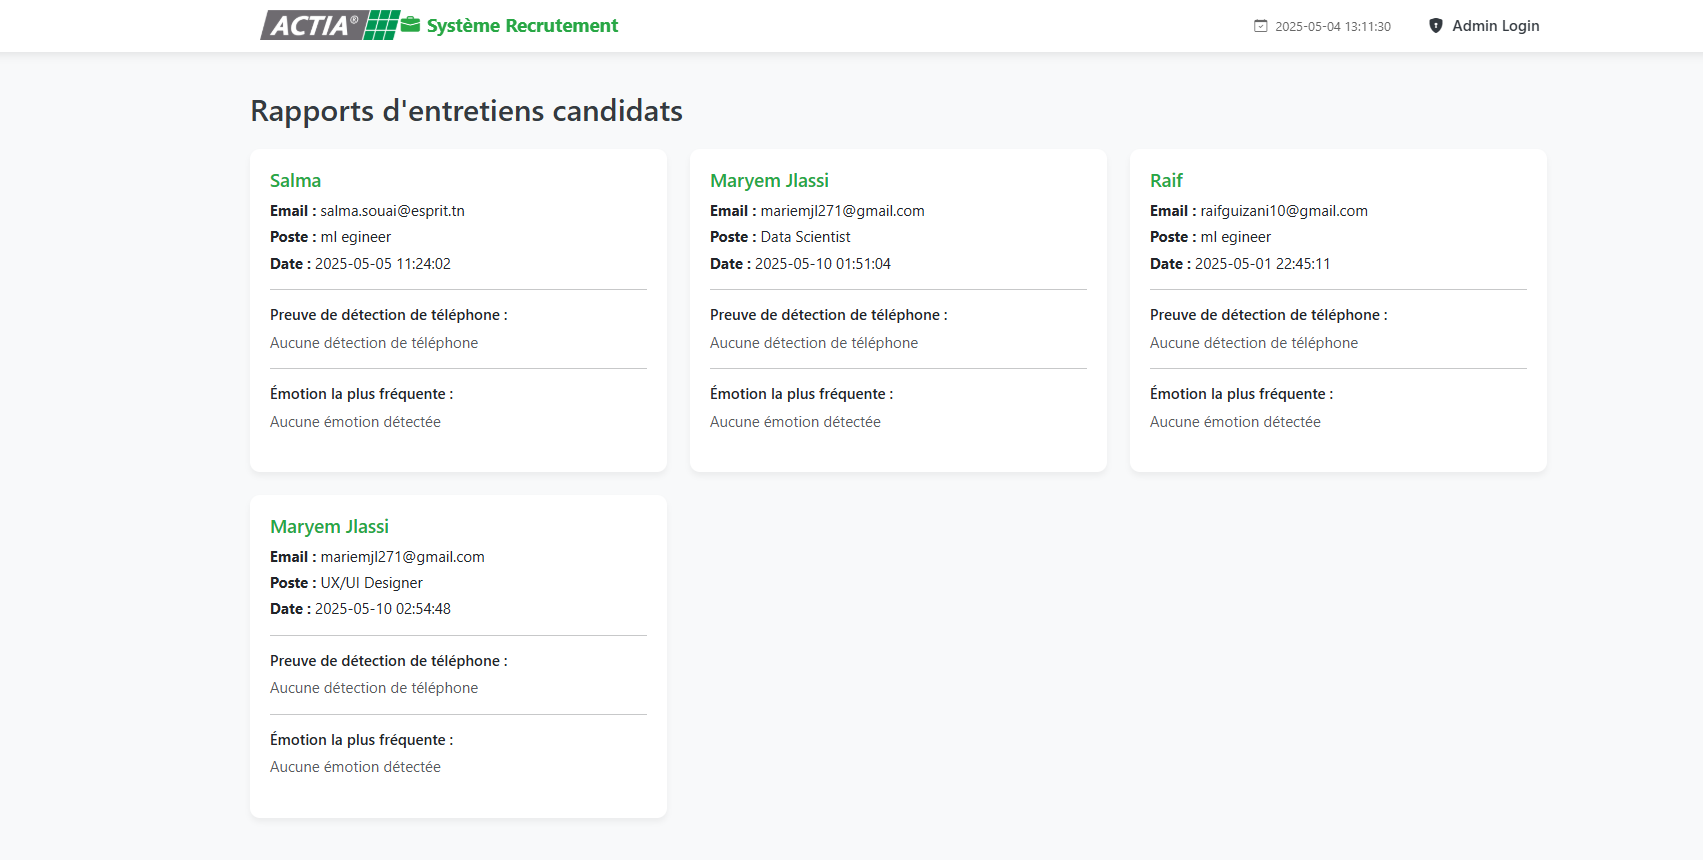 ACTIA® Système Recrutement
2025-05-04 13:11:30
Admin Login
Rapports d'entretiens candidats
Salma
Email : salma.souai@esprit.tn
Poste : ml egineer
Date : 2025-05-05 11:24:02
Preuve de détection de téléphone :
Aucune détection de téléphone
Émotion la plus fréquente :
Aucune émotion détectée
Maryem Jlassi
Email : mariemjl271@gmail.com
Poste : Data Scientist
Date : 2025-05-10 01:51:04
Preuve de détection de téléphone :
Aucune détection de téléphone
Émotion la plus fréquente :
Aucune émotion détectée
Raif
Email : raifguizani10@gmail.com
Poste : ml egineer
Date : 2025-05-01 22:45:11
Preuve de détection de téléphone :
Aucune détection de téléphone
Émotion la plus fréquente :
Aucune émotion détectée
Maryem Jlassi
Email : mariemjl271@gmail.com
Poste : UX/UI Designer
Date : 2025-05-10 02:54:48
Preuve de détection de téléphone :
Aucune détection de téléphone
Émotion la plus fréquente :
Aucune émotion détectée